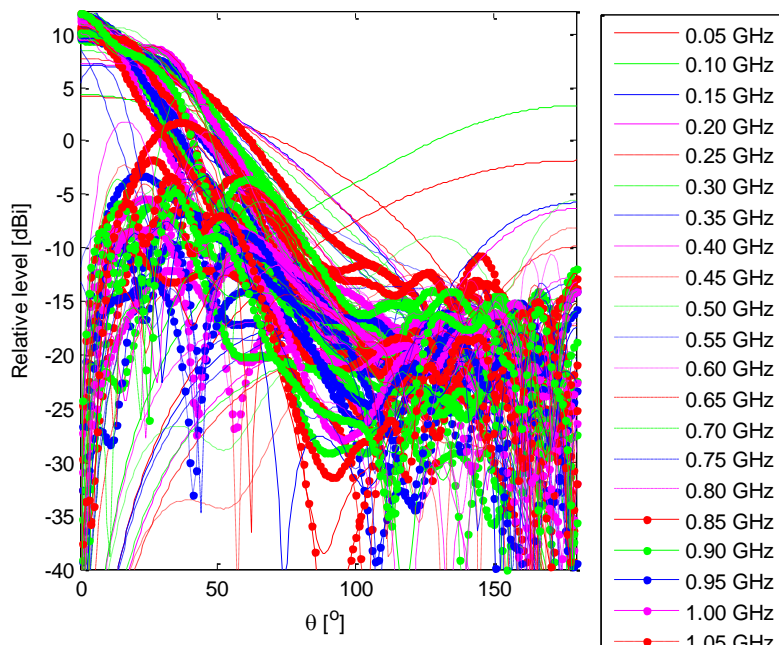 10
5
0
-5
-10
-15
-20
-25
-30
-35
-40
0
50
100
150
θ [o]
Relative level [dBi]
0.05 GHz
0.10 GHz
0.15 GHz
0.20 GHz
0.25 GHz
0.30 GHz
0.35 GHz
0.40 GHz
0.45 GHz
0.50 GHz
0.55 GHz
0.60 GHz
0.65 GHz
0.70 GHz
0.75 GHz
0.80 GHz
0.85 GHz
0.90 GHz
0.95 GHz
1.00 GHz
1.05 GHz